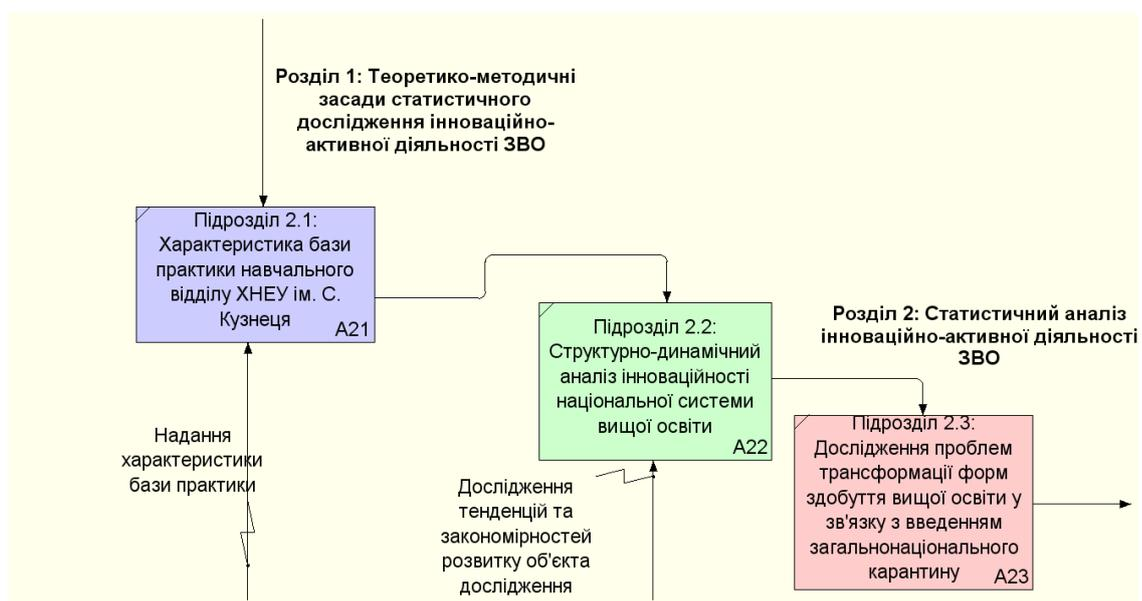 Розділ 1: Теоретико-методичні
засади статистичного
дослідження інноваційно-
активної діяльності ЗВО
Підрозділ 2.1:
Характеристика бази
практики навчального
відділу ХНЕУ ім. С.
Кузнеця
A21
Підрозділ 2.2:
Структурно-динамічний
аналіз інноваційності
національної системи
вищої освіти
A22
Розділ 2: Статистичний аналіз
інноваційно-активної діяльності
ЗВО
Підрозділ 2.3:
Дослідження проблем
трансформації форм
здобуття вищої освіти у
зв'язку з введенням
загальнонаціонального
карантину
A23
Надання
характеристики
бази практики
Дослідження
тенденцій та
закономірностей
розвитку об'єкта
дослідження